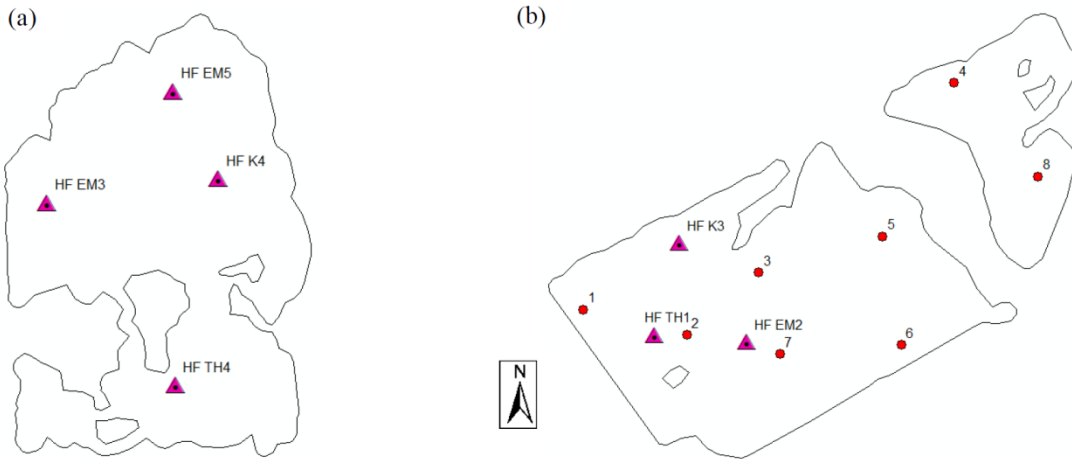 (a)
HF EM5
HF K4
HF EM3
HF TH4
(b)
4
8
5
HF K3
3
1
HF TH1
2
HF EM2
7
6
N